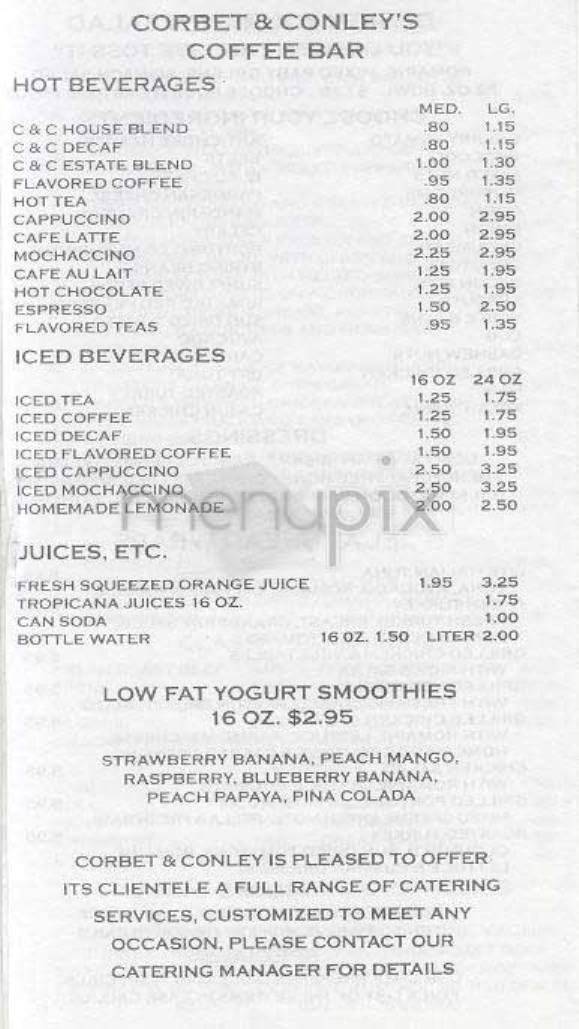 CORBET & CONLEY'S
COFFEE BAR
HOT BEVERAGES
MED. LG.
C & C HOUSE BLEND .80 1.15
C & C DECAF .80 1.15
C & C ESTATE BLEND 1.00 1.30
FLAVORED COFFEE .95 1.35
HOT TEA .80 1.15
CAPPUCCINO 2.00 2.95
CAFE LATTE 2.00 2.95
MOCHACCINO 2.25 2.95
CAFE AU LAIT 1.25 1.95
HOT CHOCOLATE 1.25 1.95
ESPRESSO 1.50 2.50
FLAVORED TEAS .95 1.35
ICED BEVERAGES
16 OZ 24 OZ
ICED TEA 1.25 1.75
ICED COFFEE 1.25 1.75
ICED DECAF 1.50 1.95
ICED FLAVORED COFFEE 1.50 1.95
ICED CAPPUCCINO 2.50 3.25
ICED MOCHACCINO 2.50 3.25
HOMEMADE LEMONADE 2.00 2.50
menupix
JUICES, ETC.
FRESH SQUEEZED ORANGE JUICE 1.95 3.25
TROPICANA JUICES 16 OZ. 1.75
CAN SODA 1.00
BOTTLE WATER 16 OZ. 1.50 LITER 2.00
LOW FAT YOGURT SMOOTHIES
16 OZ. $2.95
STRAWBERRY BANANA, PEACH MANGO,
RASPBERRY, BLUEBERRY BANANA,
PEACH PAPAYA, PINA COLADA
CORBET & CONLEY IS PLEASED TO OFFER
ITS CLIENTELE A FULL RANGE OF CATERING
SERVICES, CUSTOMIZED TO MEET ANY
OCCASION, PLEASE CONTACT OUR
CATERING MANAGER FOR DETAILS